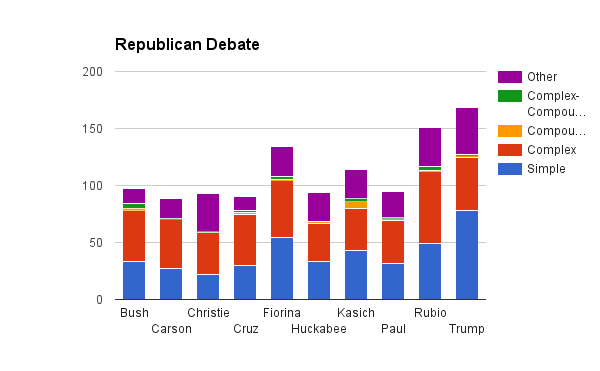 Republican Debate
200
150
100
50
0
Bush
Carson
Christie
Cruz
Fiorina
Huckabee
Kasich
Paul
Rubio
Trump
Other
Complex-
Compou...
Compou...
Complex
Simple